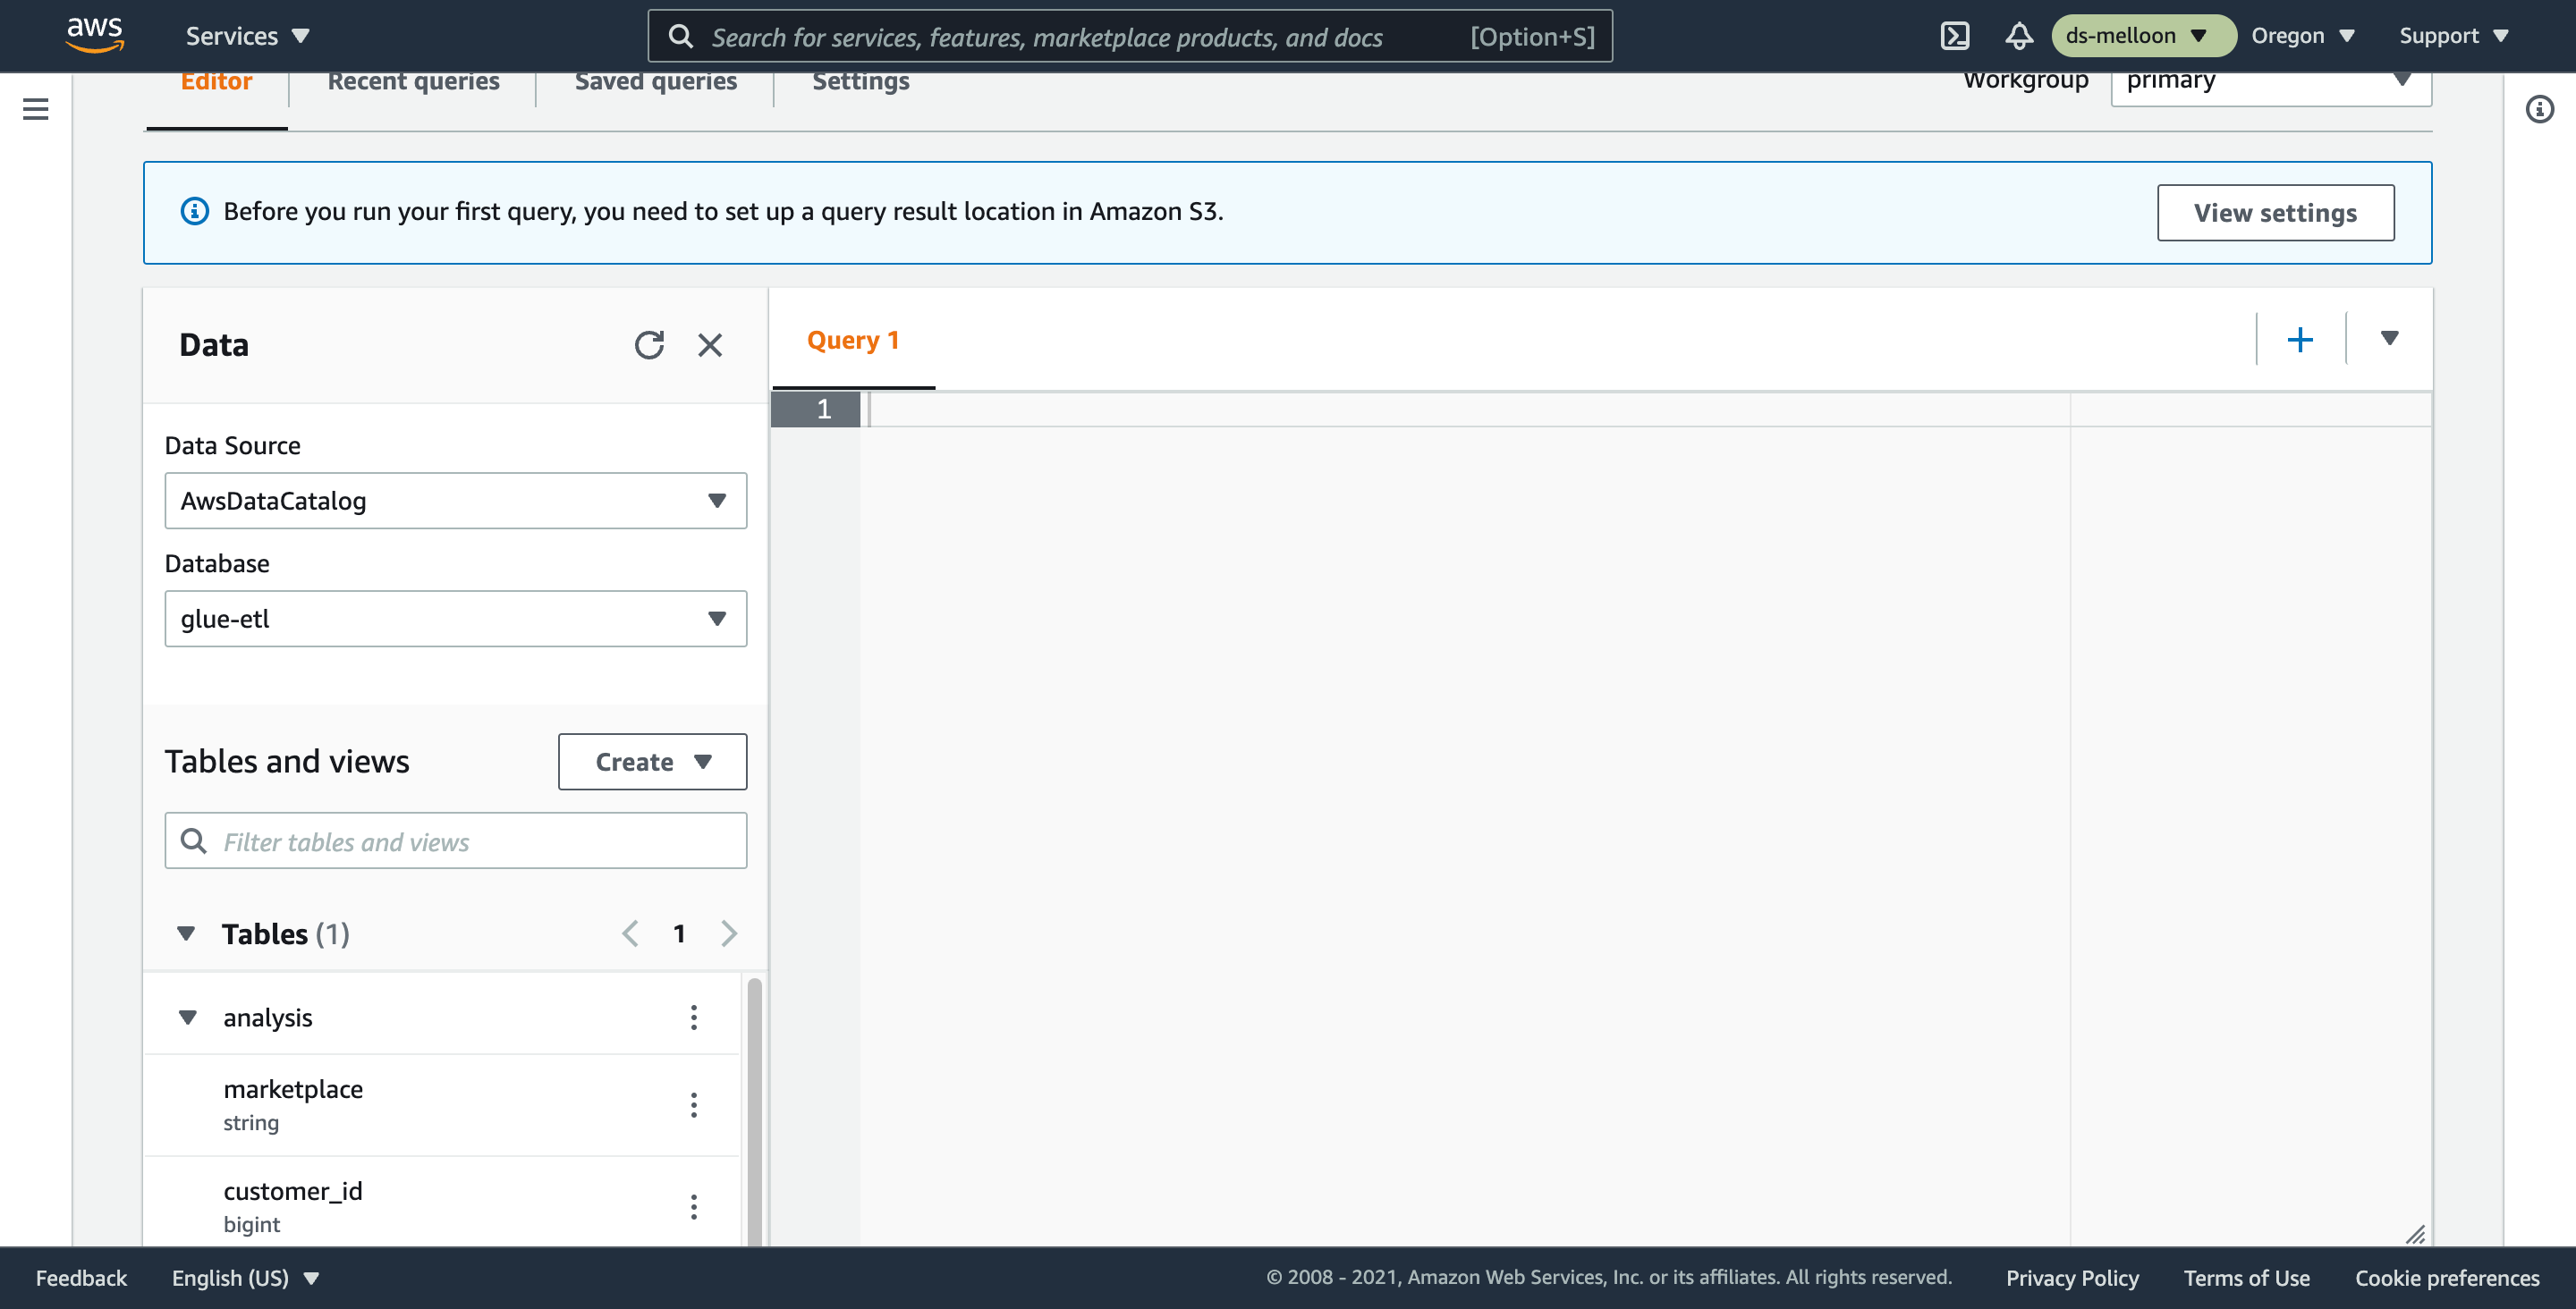 aws Services Search for services, features, marketplace products, and docs [Option+S] ds-melloon Oregon Support
Editor Recent queries Saved queries Settings Workgroup primary
Before you run your first query, you need to set up a query result location in Amazon S3. View settings
Data
Query 1
1
Data Source
AwsDataCatalog
Database
glue-etl
Tables and views Create
Filter tables and views
Tables (1) 1
analysis
marketplace
string
customer_id
bigint
Feedback English (US) © 2008 - 2021, Amazon Web Services, Inc. or its affiliates. All rights reserved. Privacy Policy Terms of Use Cookie preferences